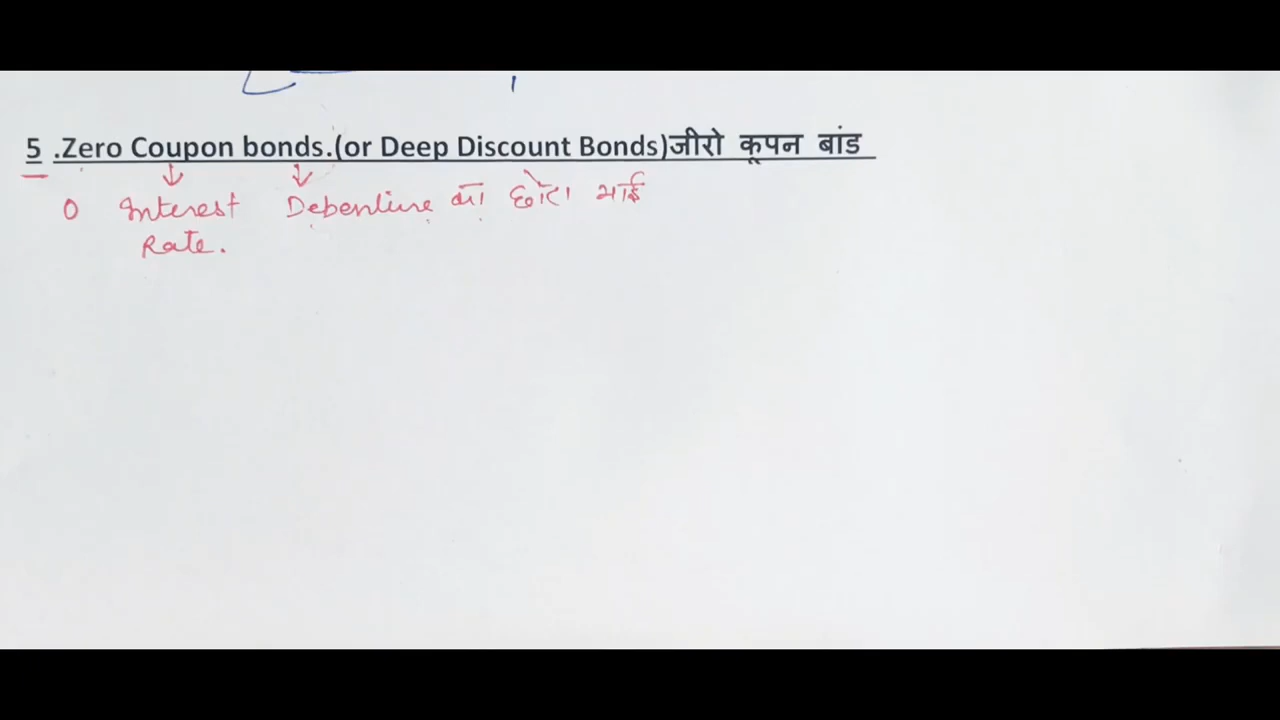 5 .Zero Coupon bonds.(or Deep Discount Bonds)जीरो कूपन बांड
0 Interest Debenture का छोटा भाई
Rate.